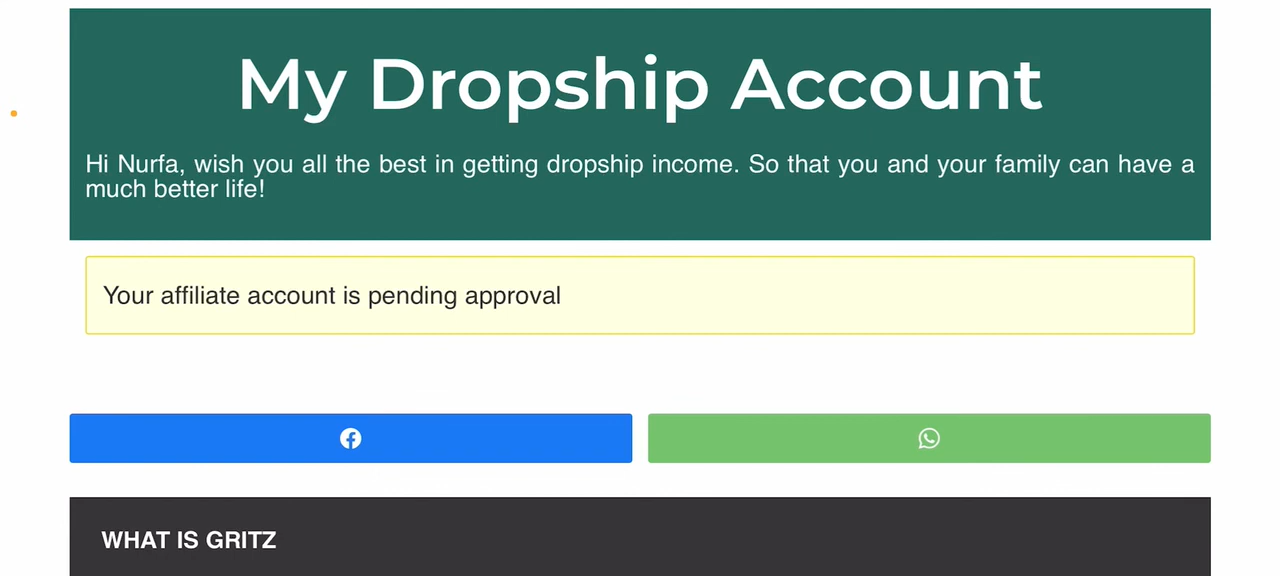 My Dropship Account
Hi Nurfa, wish you all the best in getting dropship income. So that you and your family can have a
much better life!
Your affiliate account is pending approval
WHAT IS GRITZ